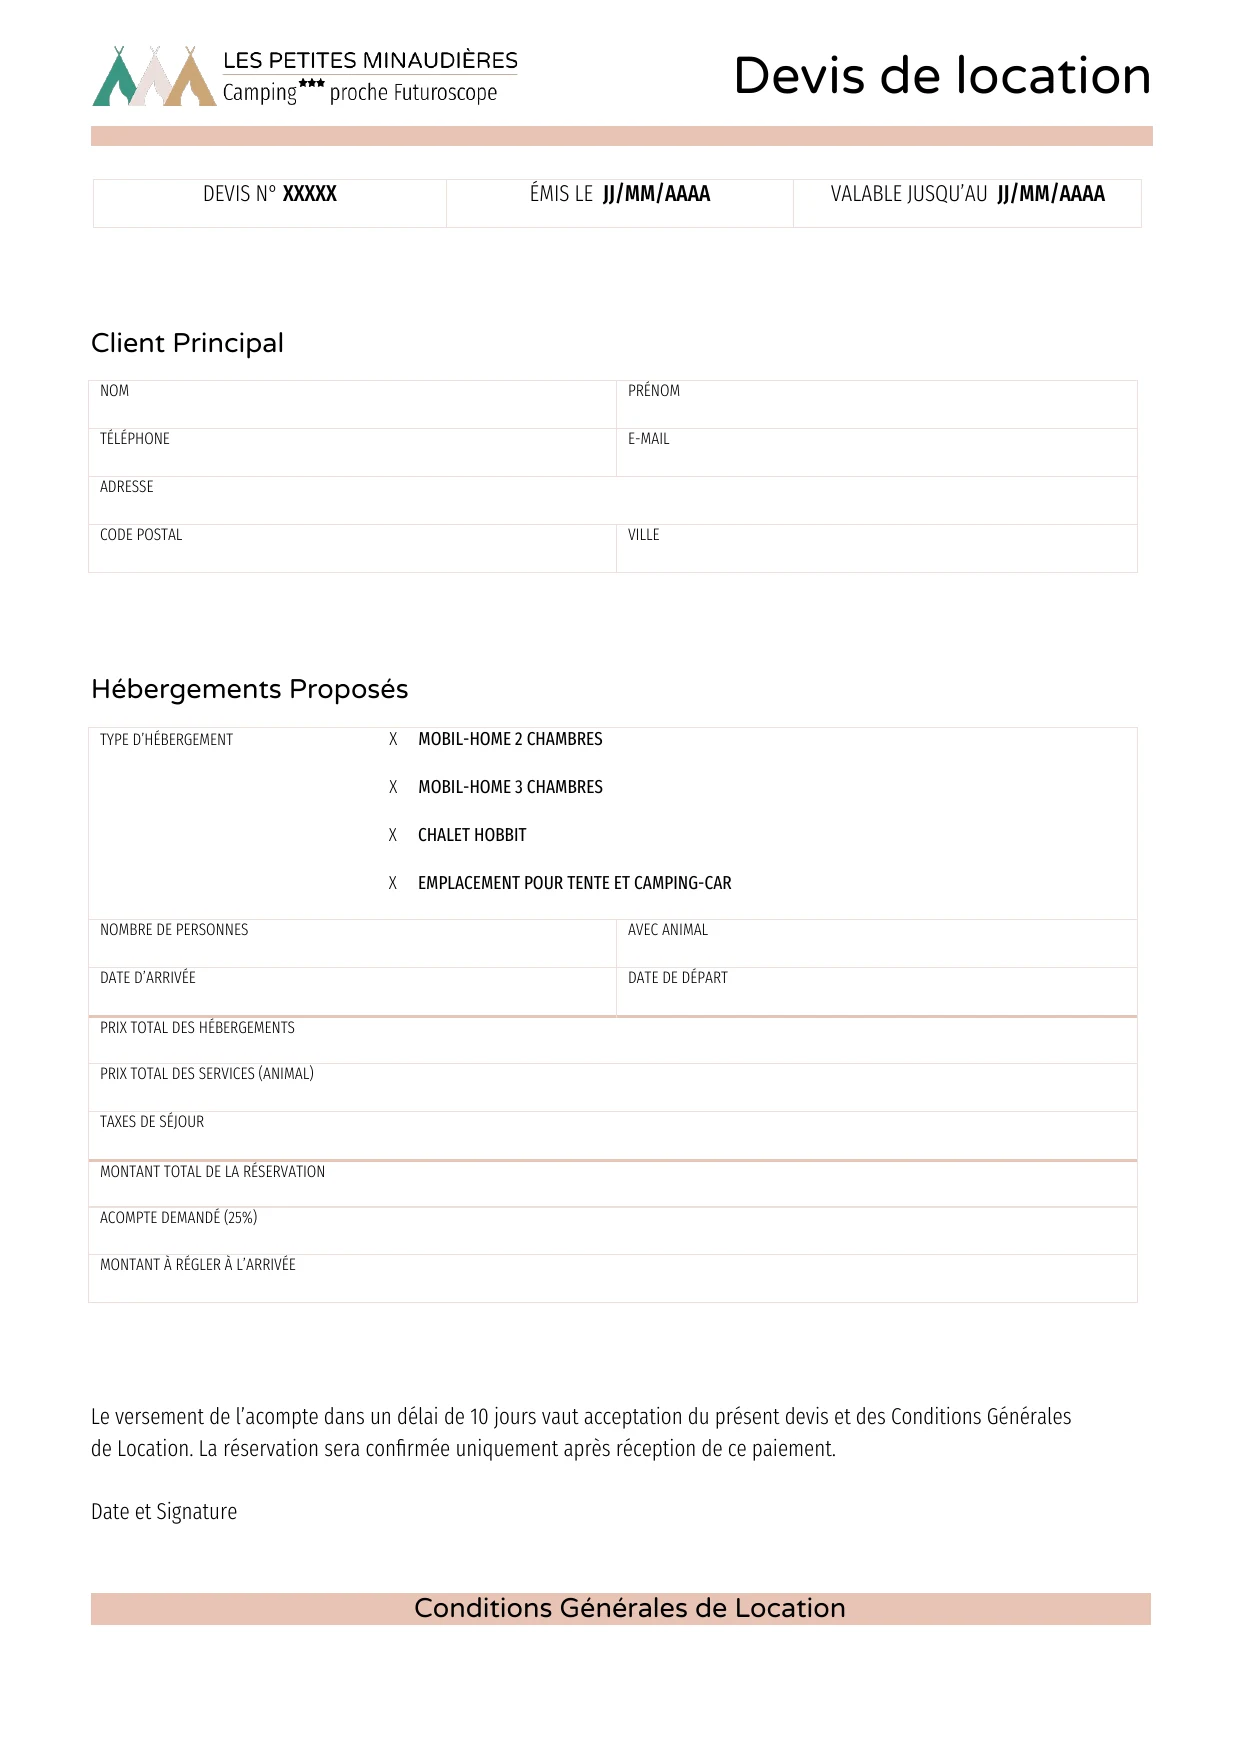 LES PETITES MINAUDIÈRES
Camping*** proche Futuroscope
Devis de location
DEVIS N° XXXXX
ÉMIS LE JJ/MM/AAAA
VALABLE JUSQU'AU JJ/MM/AAAA
Client Principal
NOM
PRÉNOM
TÉLÉPHONE
E-MAIL
ADRESSE
CODE POSTAL
VILLE
Hébergements Proposés
TYPE D'HÉBERGEMENT
X MOBIL-HOME 2 CHAMBRES
X MOBIL-HOME 3 CHAMBRES
X CHALET HOBBIT
X EMPLACEMENT POUR TENTE ET CAMPING-CAR
NOMBRE DE PERSONNES
AVEC ANIMAL
DATE D'ARRIVÉE
DATE DE DÉPART
PRIX TOTAL DES HÉBERGEMENTS
PRIX TOTAL DES SERVICES (ANIMAL)
TAXES DE SÉJOUR
MONTANT TOTAL DE LA RÉSERVATION
ACOMPTE DEMANDÉ (25%)
MONTANT À RÉGLER À L'ARRIVÉE
Le versement de l'acompte dans un délai de 10 jours vaut acceptation du présent devis et des Conditions Générales
de Location. La réservation sera confirmée uniquement après réception de ce paiement.
Date et Signature
Conditions Générales de Location